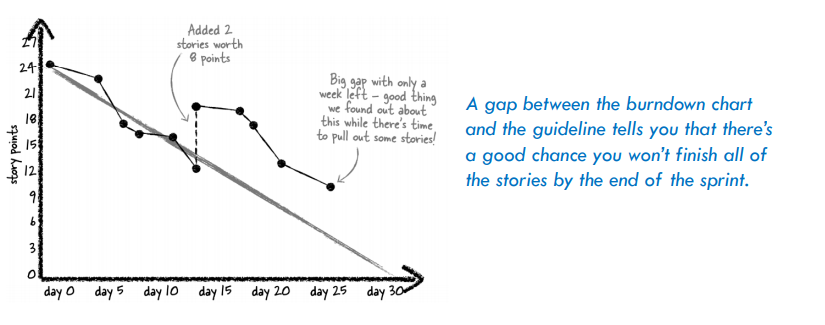 Added 2
stories worth
8 points
Big gap with only a
week left – good thing
we found out about
this while there's time
to pull out some stories!
A gap between the burndown chart
and the guideline tells you that there's
a good chance you won't finish all of
the stories by the end of the sprint.
story points
27
24
21
18
15
12
9
6
3
0
day 0 day 5 day 10 day 15 day 20 day 25 day 30